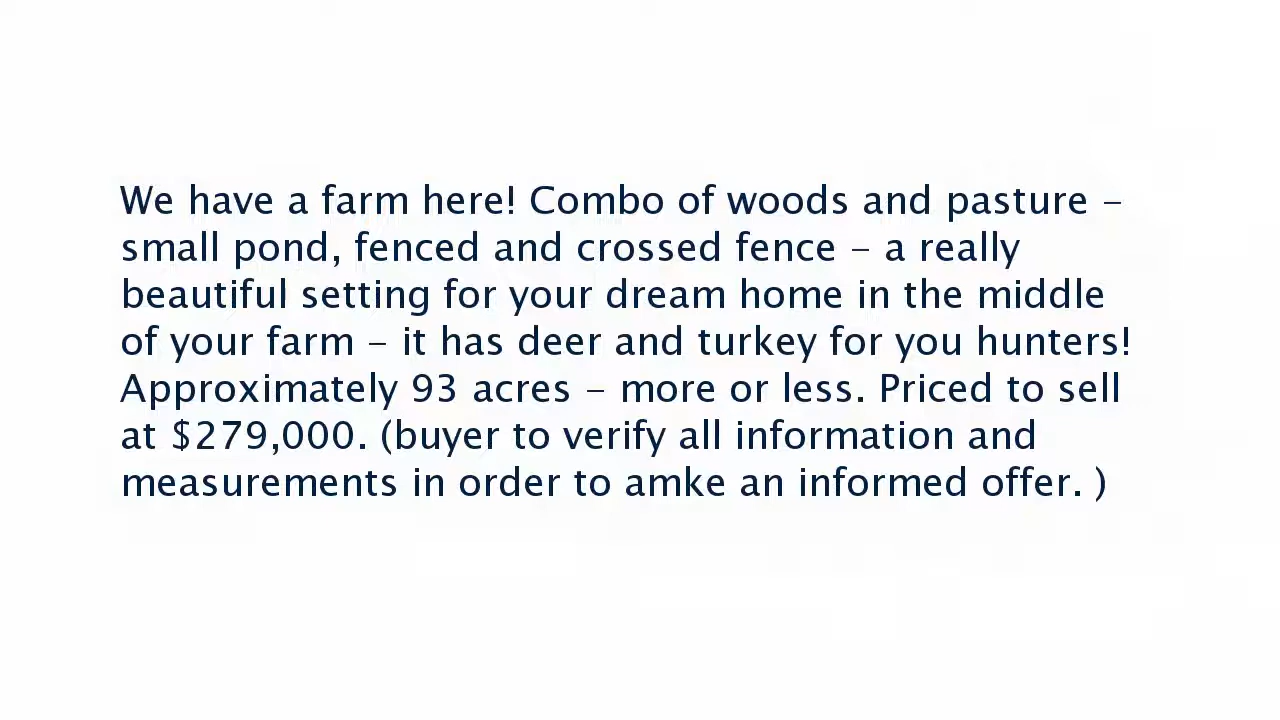 We have a farm here! Combo of woods and pasture –
small pond, fenced and crossed fence – a really
beautiful setting for your dream home in the middle
of your farm – it has deer and turkey for you hunters!
Approximately 93 acres – more or less. Priced to sell
at $279,000. (buyer to verify all information and
measurements in order to amke an informed offer. )